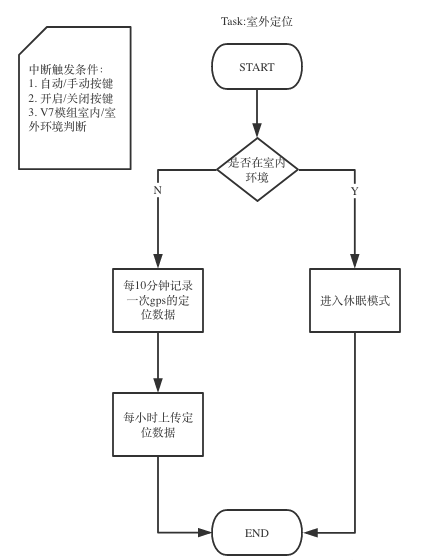 Task:室外定位
START
中断触发条件：
1. 自动/手动按键
2. 开启/关闭按键
3. V7模组室内/室
外环境判断
是否在室内
环境
N
Y
每10分钟记录
一次gps的定
位数据
进入休眠模式
每小时上传定
位数据
END